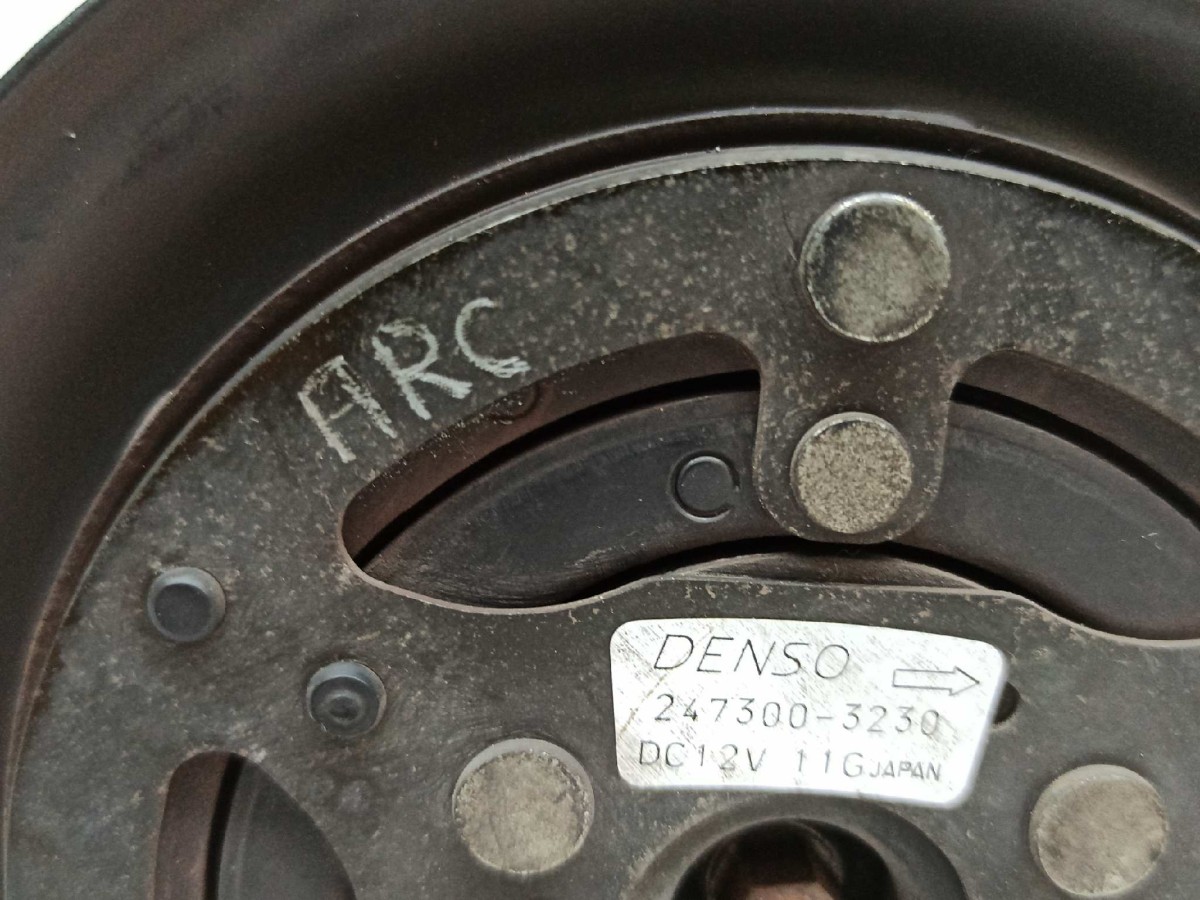 ARC
C
DENSO
247300-3230
DC12V 11G JAPAN